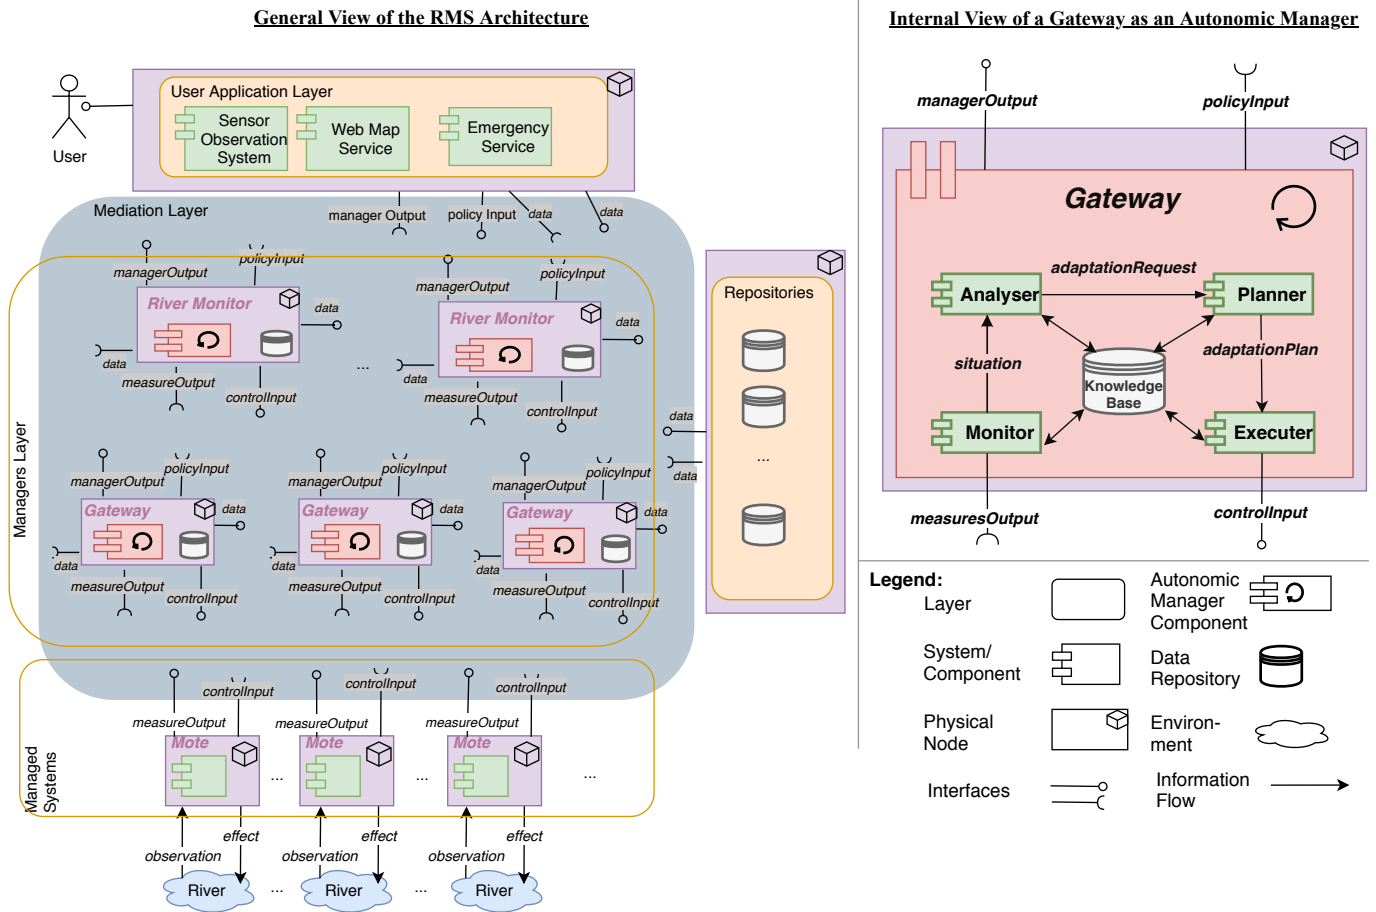 General View of the RMS Architecture
User
User Application Layer
Sensor
Observation
System
Web Map
Service
Emergency
Service
Mediation Layer
manager Output
policy Input
data
data
managerOutput
policyInput
River Monitor
data
data
measureOutput
controlInput
...
managerOutput
policyInput
River Monitor
data
data
measureOutput
controlInput
Managers Layer
managerOutput
policyInput
Gateway
data
data
measureOutput
controlInput
managerOutput
policyInput
Gateway
data
data
measureOutput
controlInput
managerOutput
policyInput
Gateway
data
data
measureOutput
controlInput
data
data
Repositories
...
Managed
Systems
measureOutput
controlInput
Mote
...
measureOutput
controlInput
Mote
...
measureOutput
controlInput
Mote
...
observation
effect
observation
effect
observation
effect
River
...
River
...
River
Internal View of a Gateway as an Autonomic Manager
managerOutput
policyInput
Gateway
Analyser
adaptationRequest
Planner
situation
adaptationPlan
Knowledge
Base
Monitor
Executer
measuresOutput
controlInput
Legend:
Layer
Autonomic
Manager
Component
System/
Component
Data
Repository
Physical
Node
Environ-
ment
Interfaces
Information
Flow